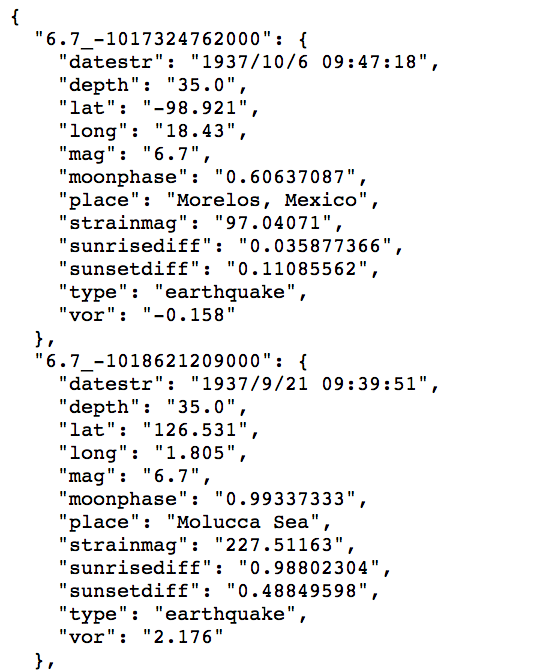 {
  "6.7_-1017324762000": {
    "datestr": "1937/10/6 09:47:18",
    "depth": "35.0",
    "lat": "-98.921",
    "long": "18.43",
    "mag": "6.7",
    "moonphase": "0.60637087",
    "place": "Morelos, Mexico",
    "strainmag": "97.04071",
    "sunrisediff": "0.035877366",
    "sunsetdiff": "0.11085562",
    "type": "earthquake",
    "vor": "-0.158"
  },
  "6.7_-1018621209000": {
    "datestr": "1937/9/21 09:39:51",
    "depth": "35.0",
    "lat": "126.531",
    "long": "1.805",
    "mag": "6.7",
    "moonphase": "0.99337333",
    "place": "Molucca Sea",
    "strainmag": "227.51163",
    "sunrisediff": "0.98802304",
    "sunsetdiff": "0.48849598",
    "type": "earthquake",
    "vor": "2.176"
  },